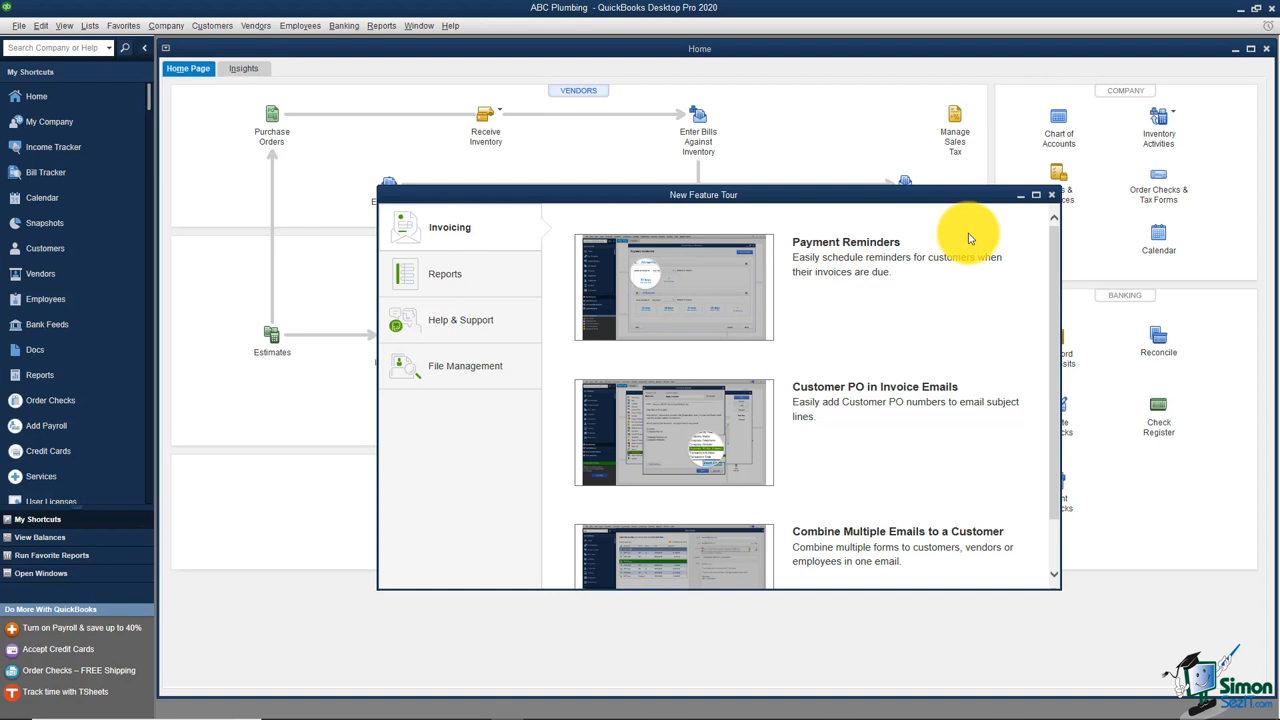 ABC Plumbing - QuickBooks Desktop Pro 2020
File Edit View Lists Favorites Company Customers Vendors Employees Banking Reports Window Help
Search Company or Help
Home
Home Page Insights
My Shortcuts
Home
My Company
Income Tracker
Bill Tracker
Calendar
Snapshots
Customers
Vendors
Employees
Bank Feeds
Docs
Reports
Order Checks
Add Payroll
Credit Cards
Services
User Licenses
My Shortcuts
View Balances
Run Favorite Reports
Open Windows
Do More With QuickBooks
Turn on Payroll & save up to 40%
Accept Credit Cards
Order Checks – FREE Shipping
Track time with TSheets
VENDORS
Purchase
Orders
Receive
Inventory
Enter Bills
Against
Inventory
Manage
Sales
Tax
Estimates
COMPANY
Chart of
Accounts
Inventory
Activities
Order Checks &
Tax Forms
Calendar
BANKING
Reconcile
Check
Register
New Feature Tour
Invoicing
Reports
Help & Support
File Management
Payment Reminders
Easily schedule reminders for customers when
their invoices are due.
Customer PO in Invoice Emails
Easily add Customer PO numbers to email subject
lines.
Combine Multiple Emails to a Customer
Combine multiple forms to customers, vendors or
employees in one email.
Simon
SezIT.com